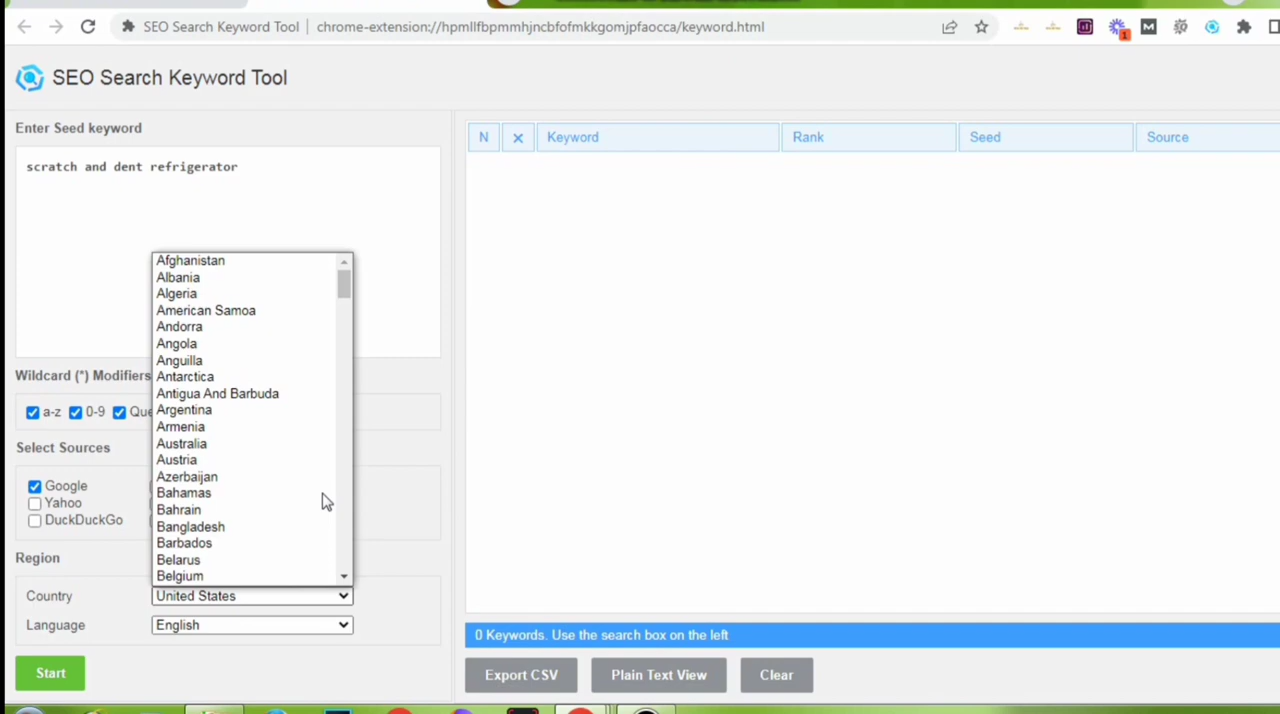 SEO Search Keyword Tool | chrome-extension://hpmllfbpmmhjncbfofmkkgomjpfaocca/keyword.html
1
M
SEO Search Keyword Tool
Enter Seed keyword
scratch and dent refrigerator
N
Keyword
Rank
Seed
Source
Afghanistan
Albania
Algeria
American Samoa
Andorra
Angola
Anguilla
Antarctica
Antigua And Barbuda
Argentina
Armenia
Australia
Austria
Azerbaijan
Bahamas
Bahrain
Bangladesh
Barbados
Belarus
Belgium
Wildcard (*) Modifiers
a-z 0-9 Que
Select Sources
Google
Yahoo
DuckDuckGo
Region
Country United States
Language English
Start
0 Keywords. Use the search box on the left
Export CSV
Plain Text View
Clear